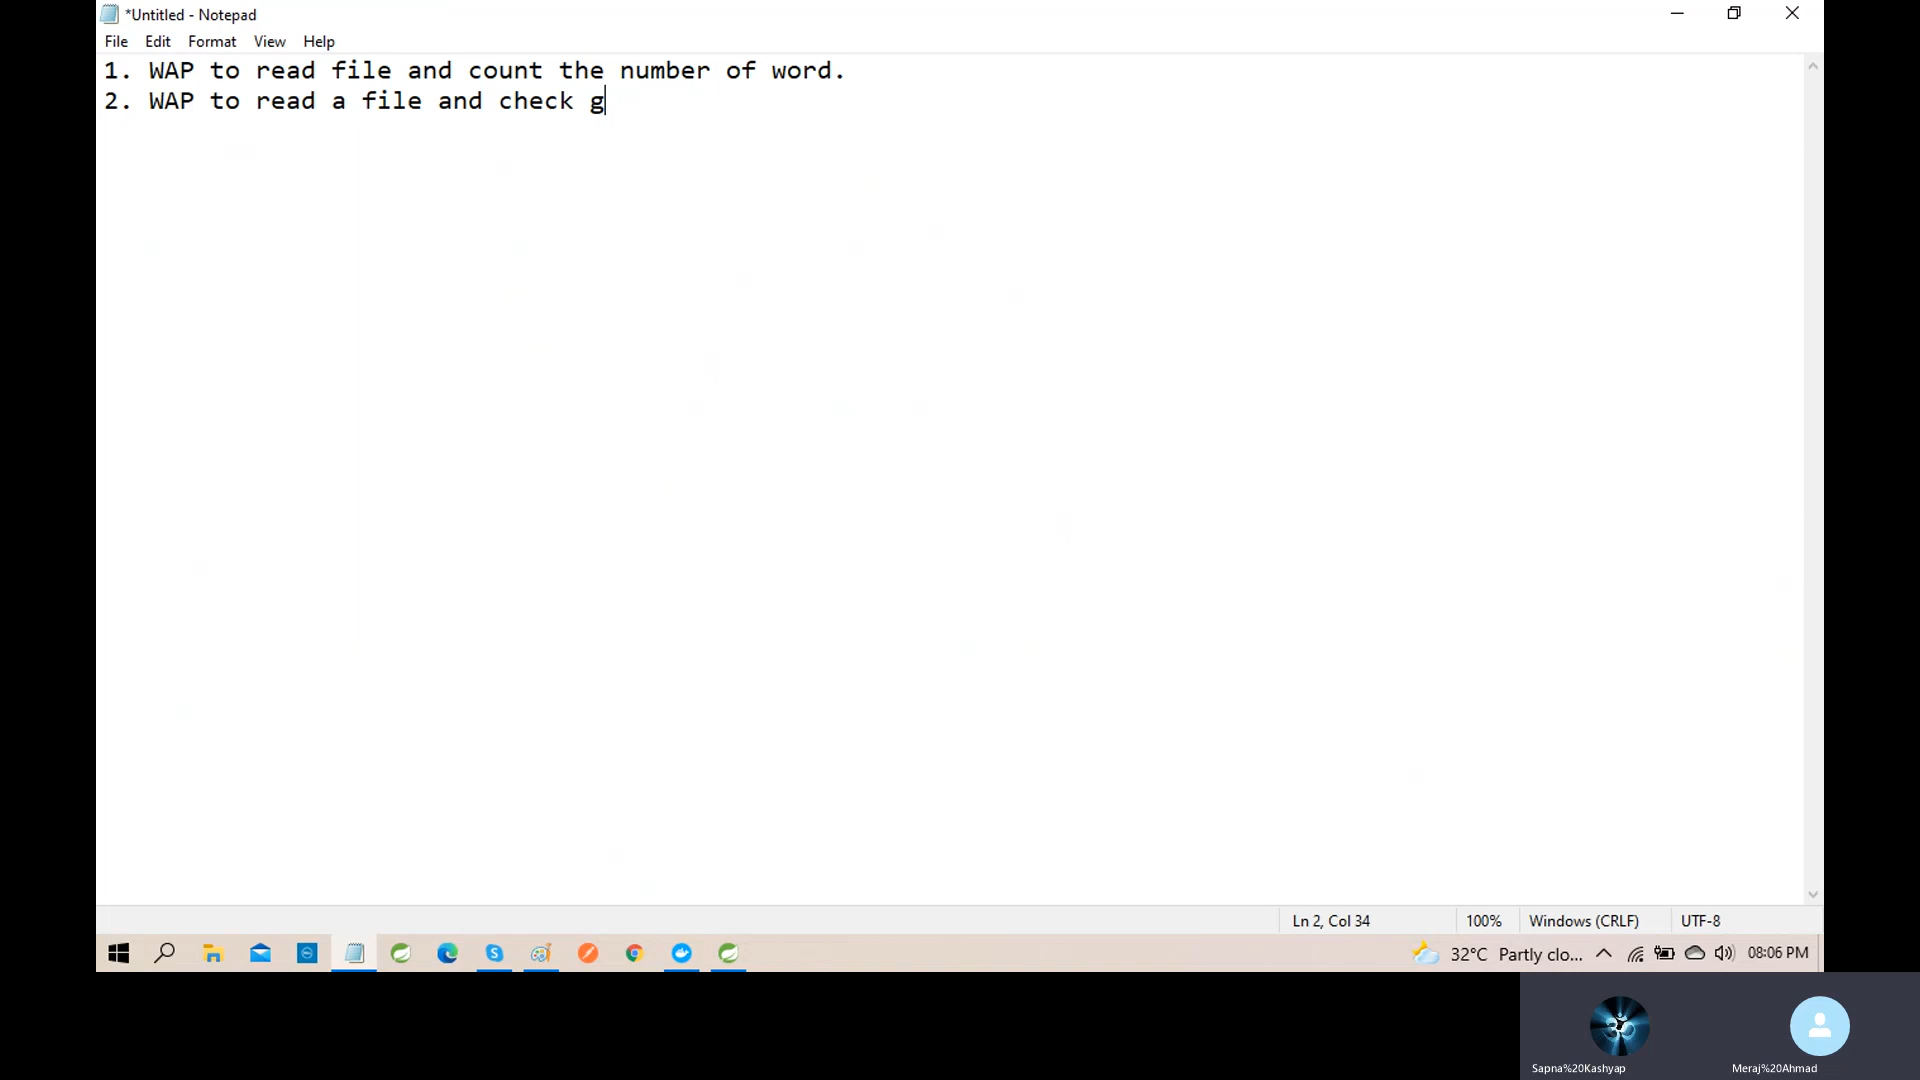 *Untitled - Notepad
File Edit Format View Help
1. WAP to read file and count the number of word.
2. WAP to read a file and check g
Ln 2, Col 34 100% Windows (CRLF) UTF-8
32°C Partly clo... 08:06 PM
Sapna%20Kashyap Meraj%20Ahmad